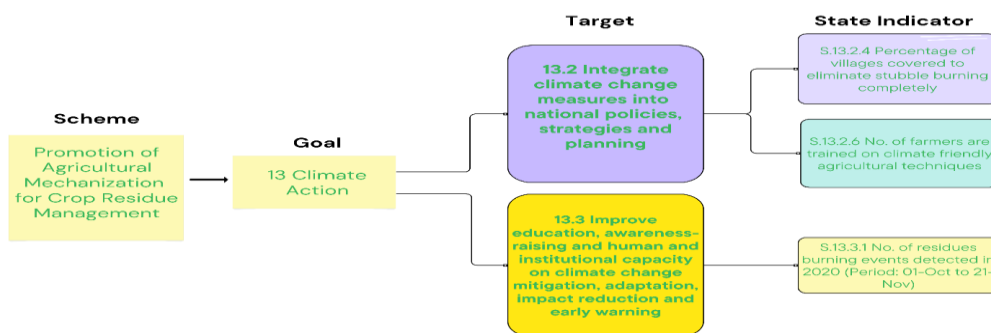 Target
State Indicator
Scheme
Goal
Promotion of
Agricultural
Mechanization
for Crop Residue
Management
13 Climate
Action
13.2 Integrate
climate change
measures into
national policies,
strategies and
planning
13.3 Improve
education, awareness-
raising and human and
institutional capacity
on climate change
mitigation, adaptation,
impact reduction and
early warning
S.13.2.4 Percentage of
villages covered to
eliminate stubble burning
completely
S.13.2.6 No. of farmers are
trained on climate friendly
agricultural techniques
S.13.3.1 No. of residues
burning events detected in
2020 (Period: 01-Oct to 21-
Nov)